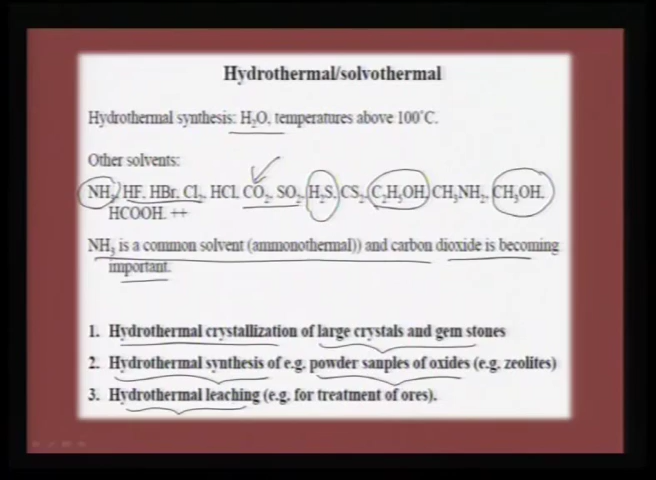 Hydrothermal/solvothermal
Hydrothermal synthesis: H₂O, temperatures above 100°C.
Other solvents:
NH₃, HF, HBr, Cl₂, HCl, CO₂, SO₂, H₂S, CS₂, C₂H₅OH, CH₃NH₂, CH₃OH,
HCOOH, ++
NH₃ is a common solvent (ammonothermal)) and carbon dioxide is becoming
important.
1. Hydrothermal crystallization of large crystals and gem stones
2. Hydrothermal synthesis of e.g. powder sanples of oxides (e.g. zeolites)
3. Hydrothermal leaching (e.g. for treatment of ores).